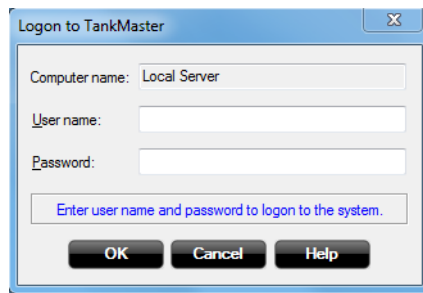 Logon to TankMaster
Computer name: Local Server
User name:
Password:
Enter user name and password to logon to the system.
OK Cancel Help